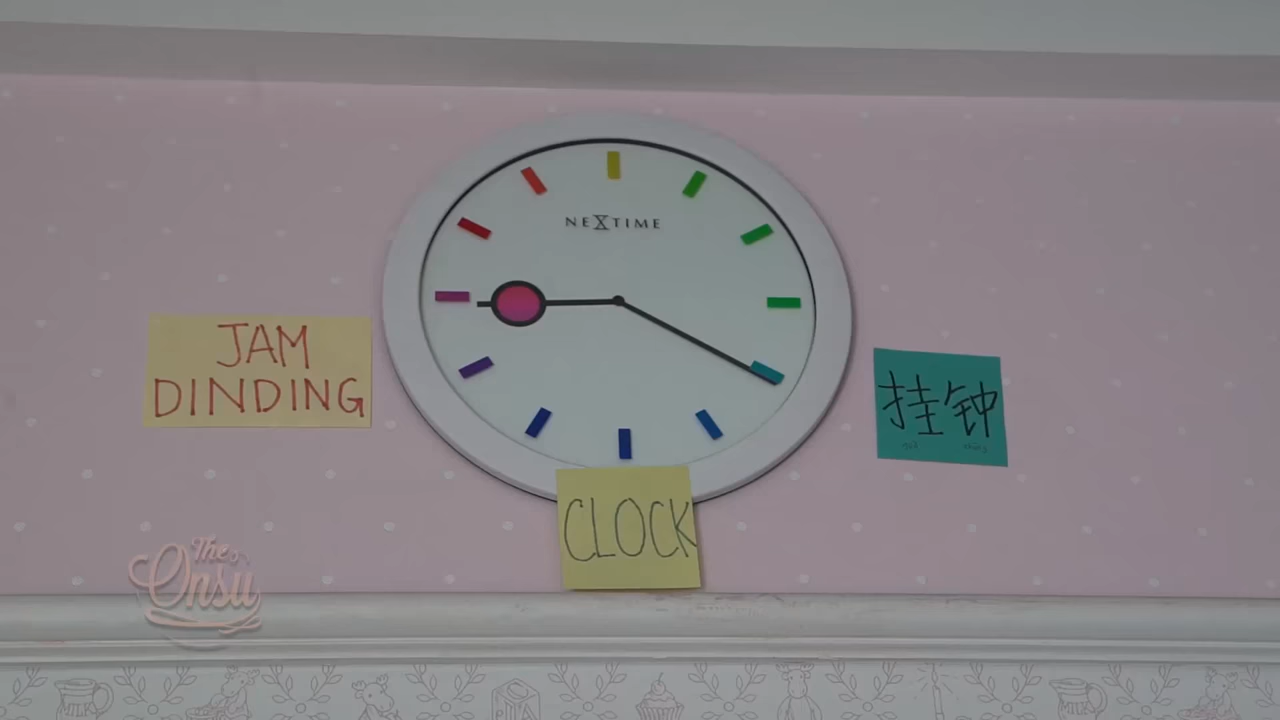 NEXTIME
JAM
DINDING
挂钟
CLOCK
The
Onsu